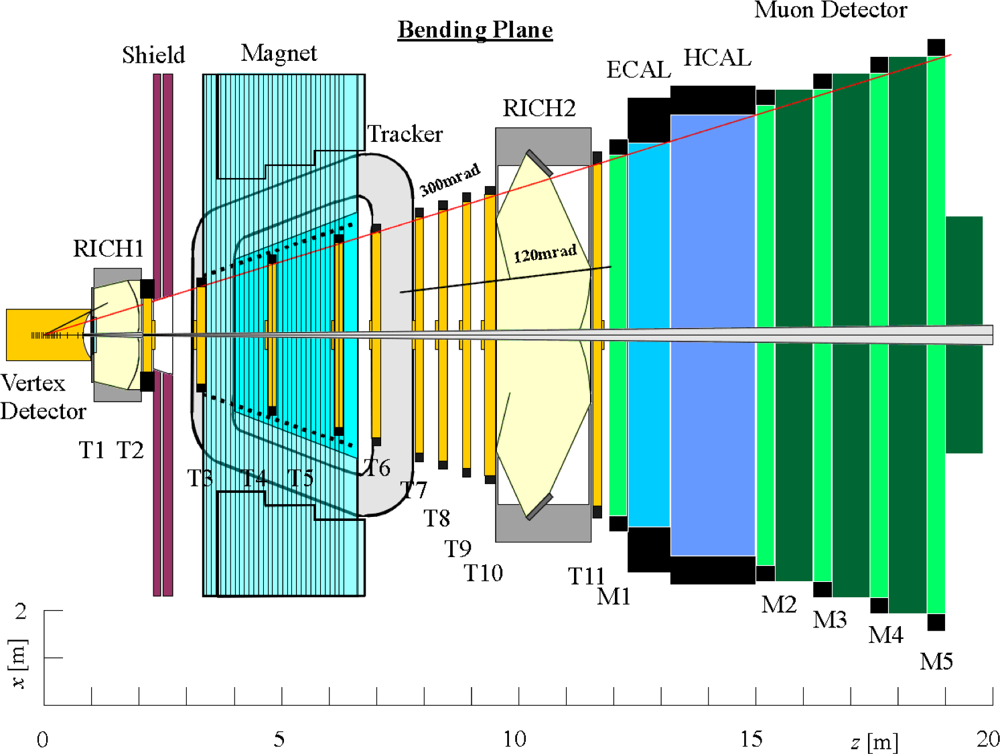 Muon Detector
Bending Plane
Shield
Magnet
ECAL
HCAL
RICH2
Tracker
300mrad
RICH1
120mrad
Vertex
Detector
T1 T2
T3 T4 T5 T6
T7
T8
T9
T10
T11
M1
M2
M3
M4
M5
2
x [m]
0 5 10 15 z [m] 20